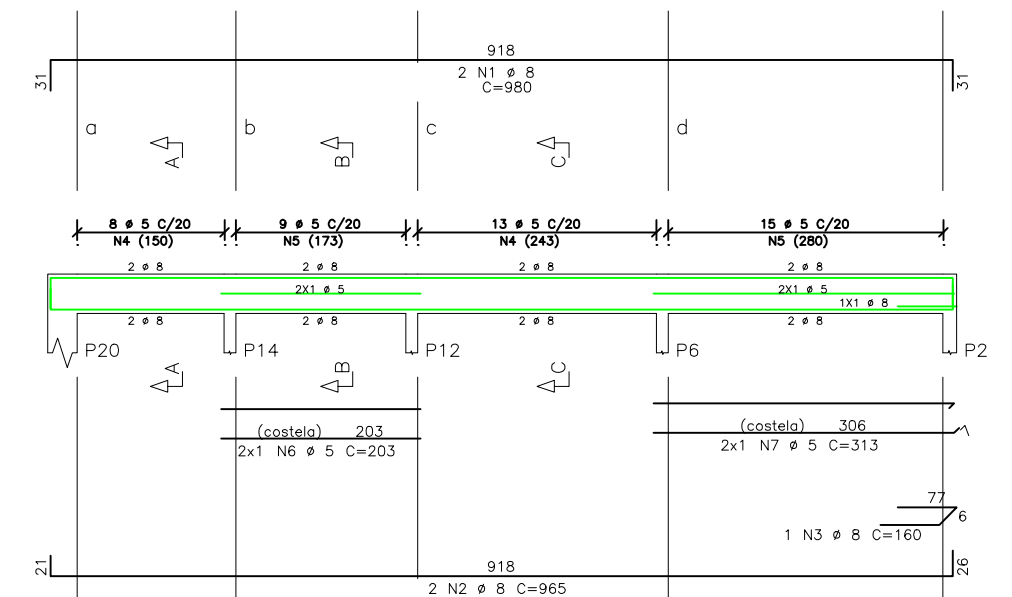 918
31
31
2 N1 ø 8
C=980
a
b
c
d
A
B
C
8 ø 5 C/20
9 ø 5 C/20
13 ø 5 C/20
15 ø 5 C/20
N4 (150)
N5 (173)
N4 (243)
N5 (280)
2 ø 8
2 ø 8
2 ø 8
2 ø 8
2X1 ø 5
2X1 ø 5
1X1 ø 8
2 ø 8
2 ø 8
2 ø 8
2 ø 8
P20
P14
P12
P6
P2
A
B
C
(costela) 203
2x1 N6 ø 5 C=203
(costela) 306
2x1 N7 ø 5 C=313
77
6
1 N3 ø 8 C=160
21
918
26
2 N2 ø 8 C=965